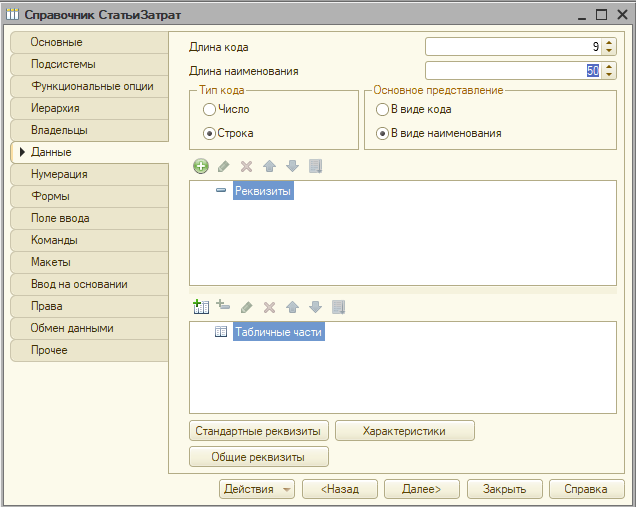 Справочник СтатьиЗатрат
Основные
Подсистемы
Функциональные опции
Иерархия
Владельцы
Данные
Нумерация
Формы
Поле ввода
Команды
Макеты
Ввод на основании
Права
Обмен данными
Прочее
Длина кода 9
Длина наименования 50
Тип кода
Число
Строка
Основное представление
В виде кода
В виде наименования
Реквизиты
Табличные части
Стандартные реквизиты Характеристики
Общие реквизиты
Действия <Назад Далее> Закрыть Справка